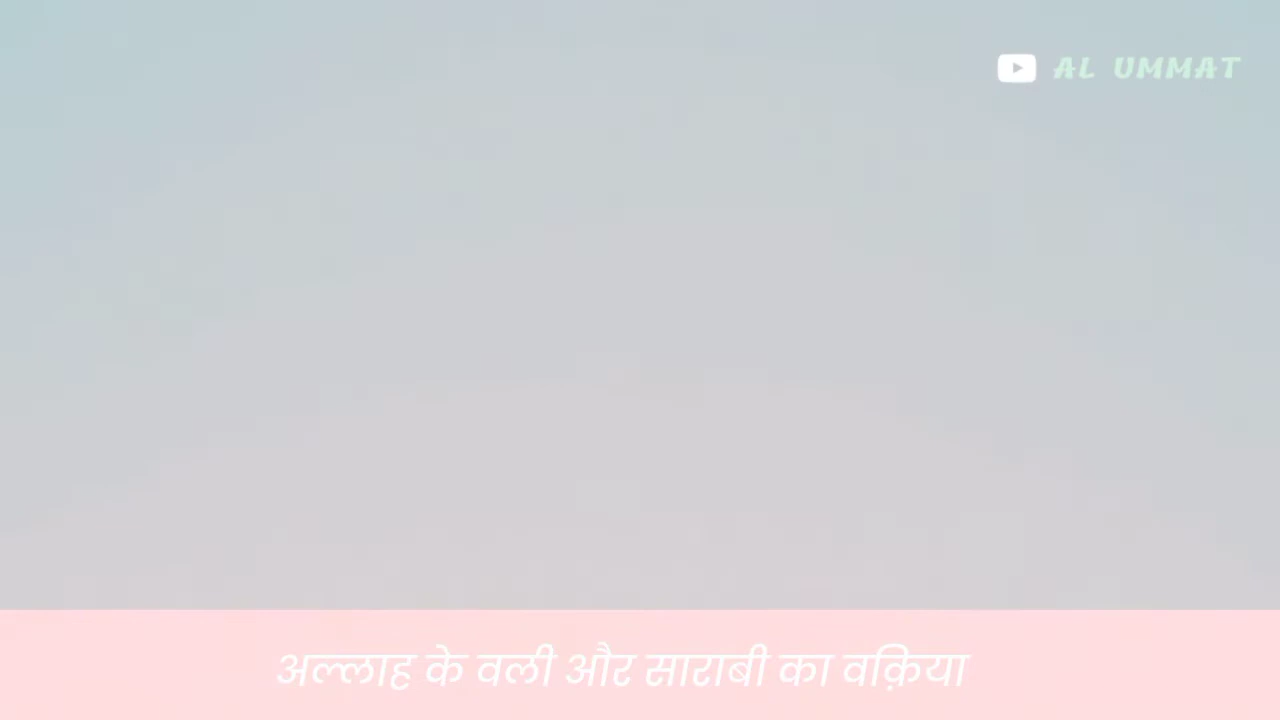 AL UMMAT
अल्लाह के वली और साराबी का वक़िया